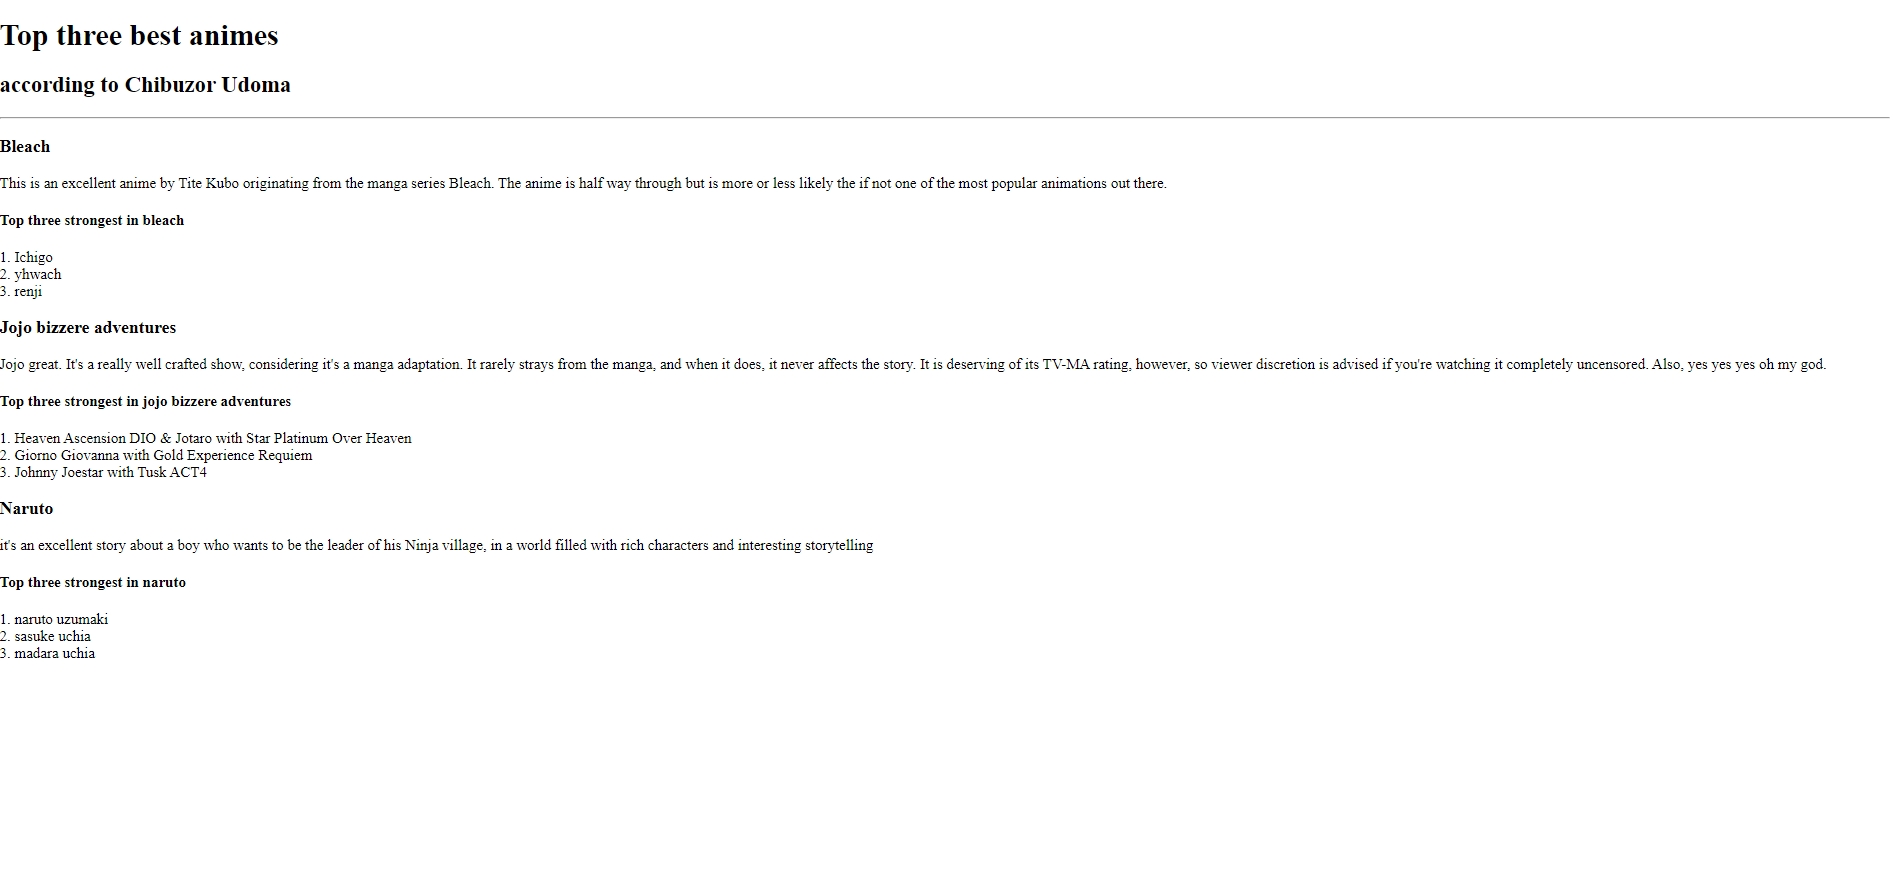 Top three best animes
according to Chibuzor Udoma
Bleach
This is an excellent anime by Tite Kubo originating from the manga series Bleach. The anime is half way through but is more or less likely the if not one of the most popular animations out there.
Top three strongest in bleach
1. Ichigo
2. yhwach
3. renji
Jojo bizzere adventures
Jojo great. It's a really well crafted show, considering it's a manga adaptation. It rarely strays from the manga, and when it does, it never affects the story. It is deserving of its TV-MA rating, however, so viewer discretion is advised if you're watching it completely uncensored. Also, yes yes yes oh my god.
Top three strongest in jojo bizzere adventures
1. Heaven Ascension DIO & Jotaro with Star Platinum Over Heaven
2. Giorno Giovanna with Gold Experience Requiem
3. Johnny Joestar with Tusk ACT4
Naruto
it's an excellent story about a boy who wants to be the leader of his Ninja village, in a world filled with rich characters and interesting storytelling
Top three strongest in naruto
1. naruto uzumaki
2. sasuke uchia
3. madara uchia